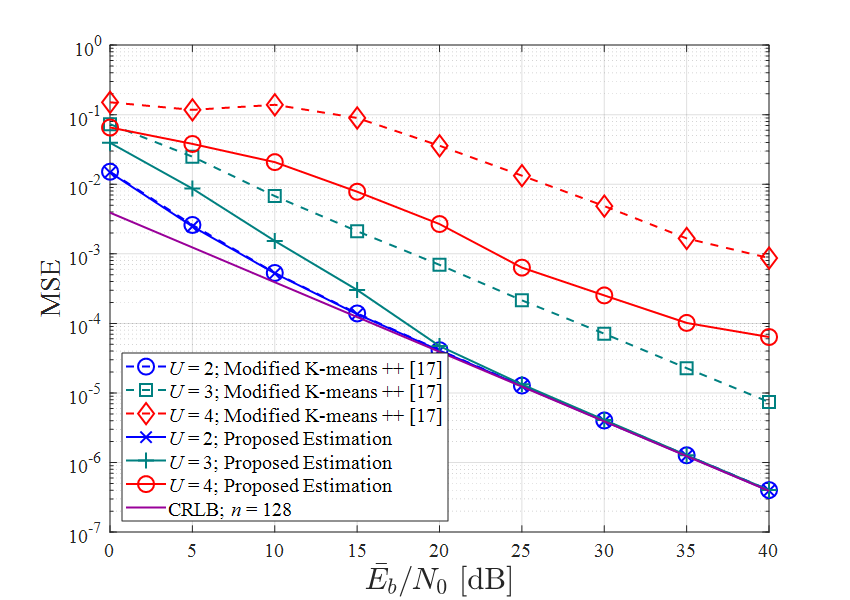 10^0
10^-1
10^-2
10^-3
10^-4
10^-5
10^-6
10^-7
MSE
U = 2; Modified K-means ++ [17]
U = 3; Modified K-means ++ [17]
U = 4; Modified K-means ++ [17]
U = 2; Proposed Estimation
U = 3; Proposed Estimation
U = 4; Proposed Estimation
CRLB; n = 128
0 5 10 15 20 25 30 35 40
Ē_b/N_0 [dB]